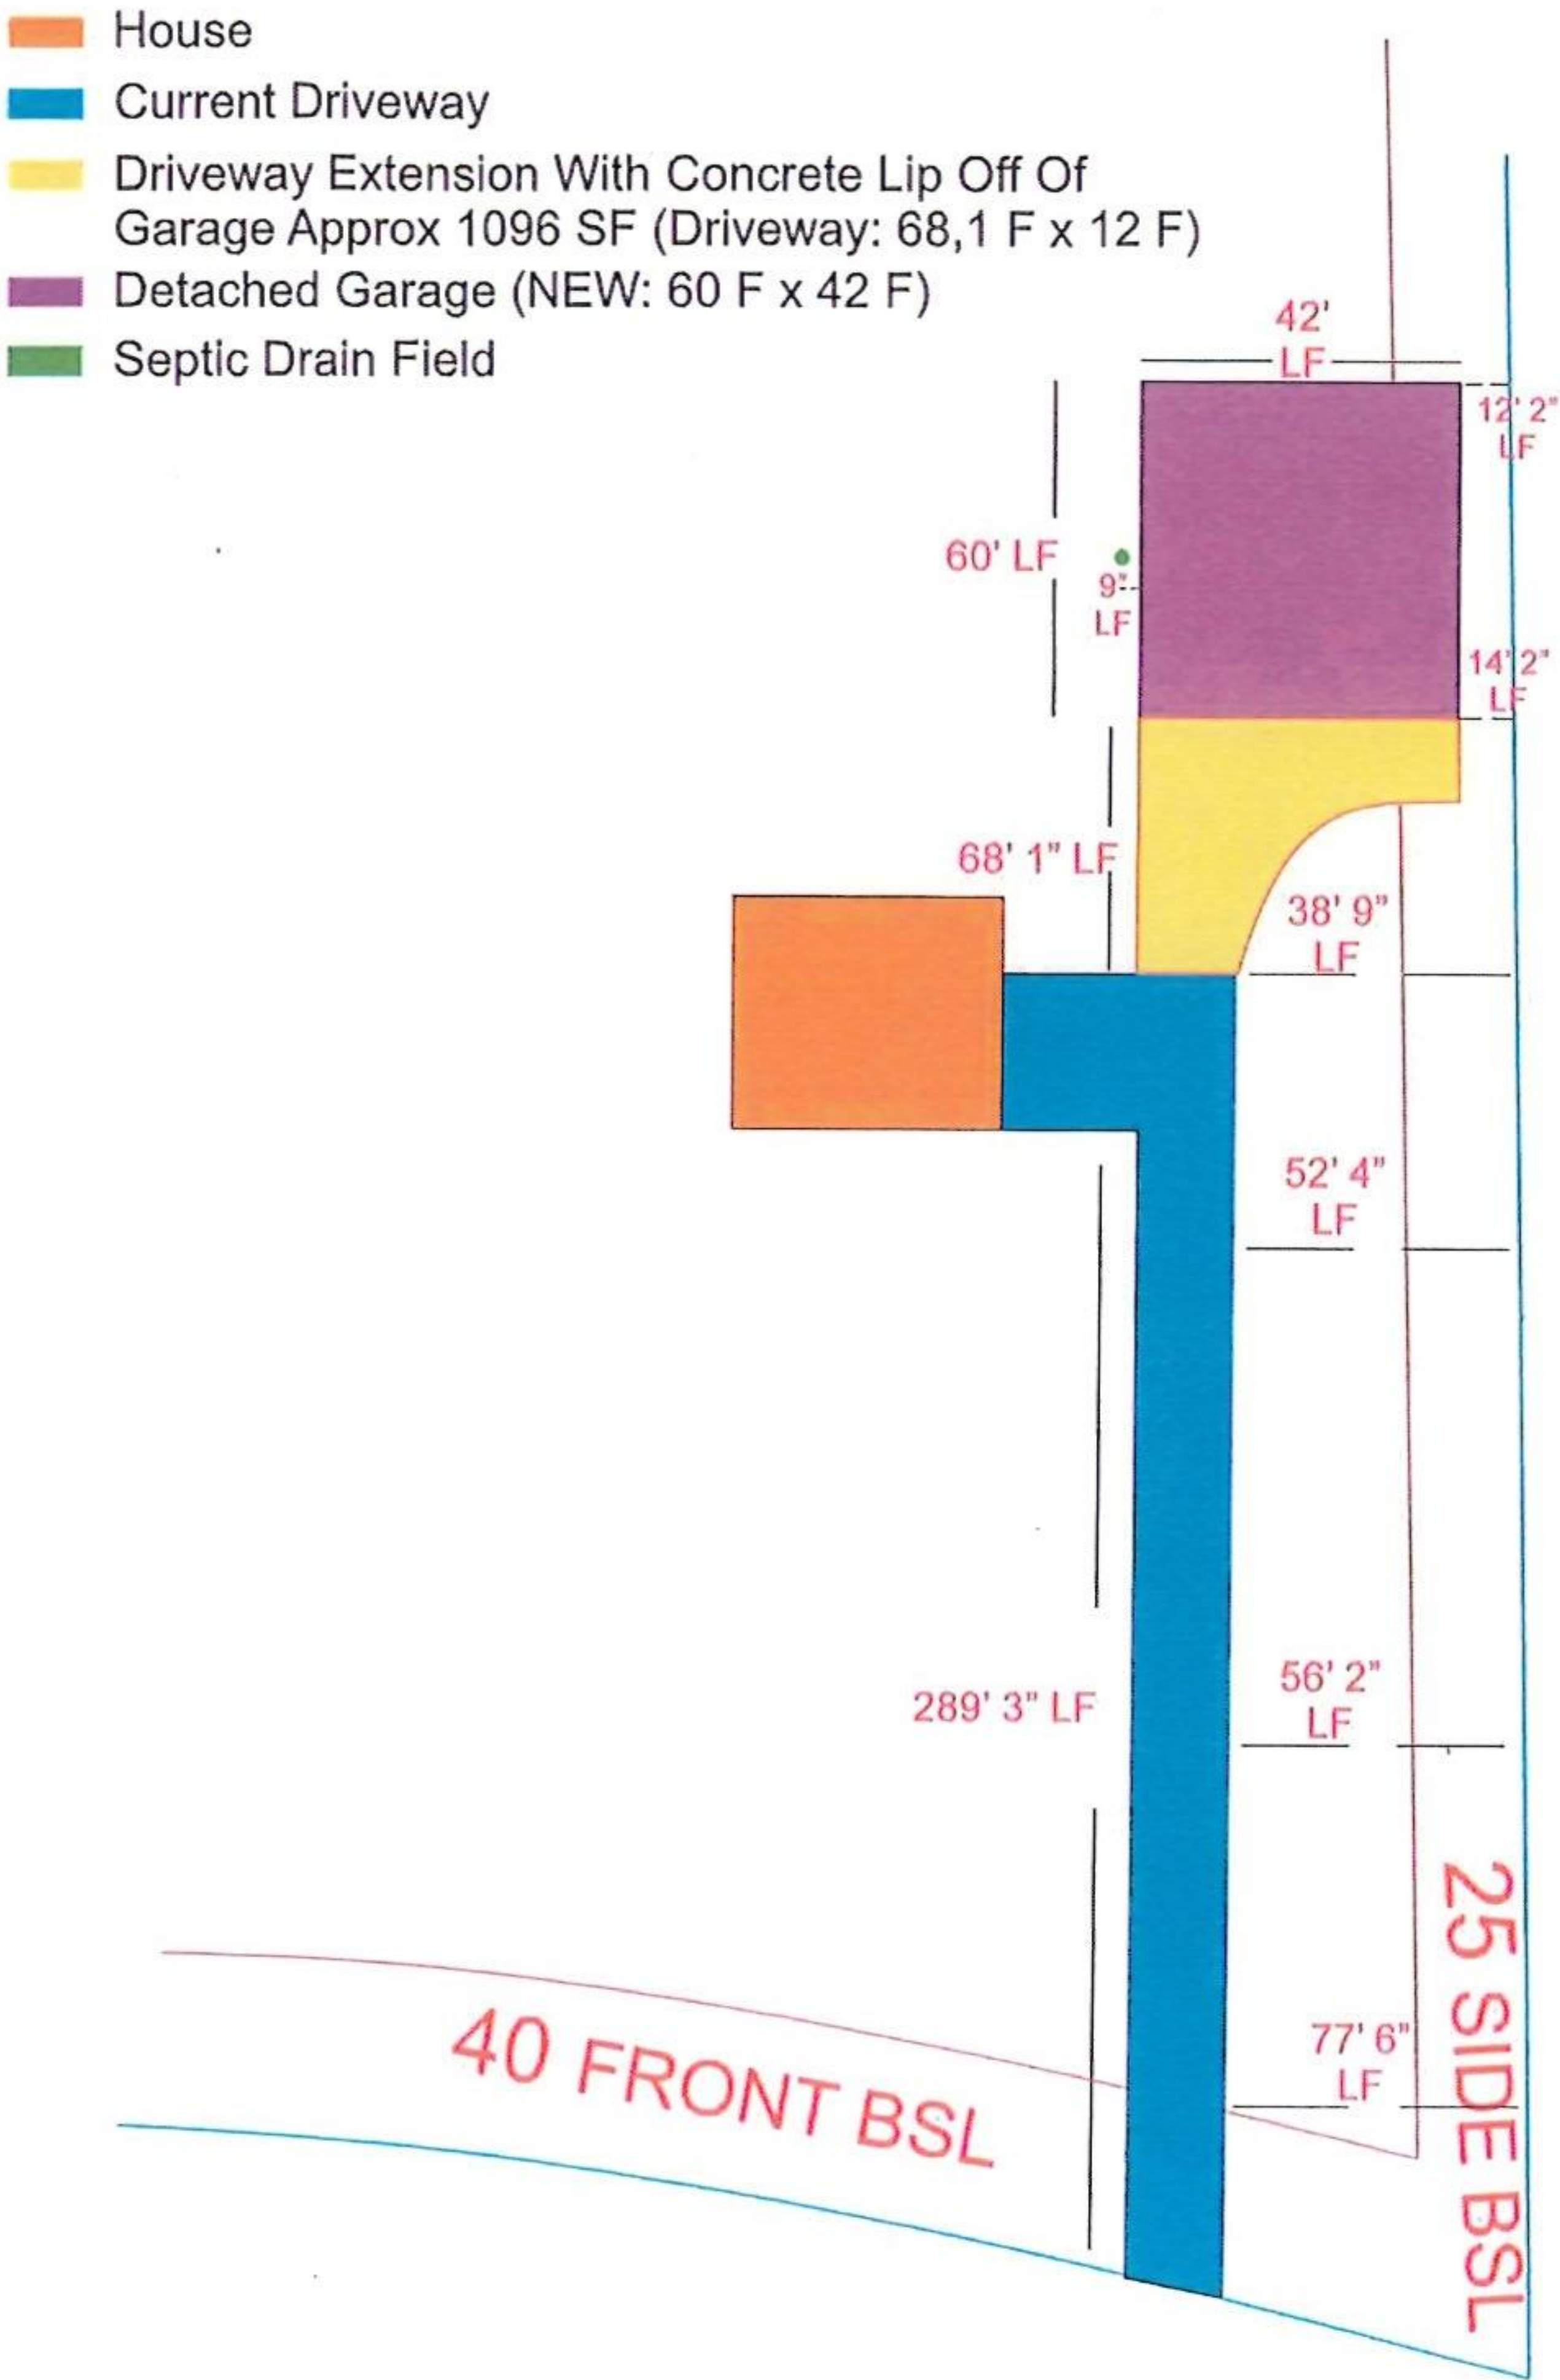 House
Current Driveway
Driveway Extension With Concrete Lip Off Of
Garage Approx 1096 SF (Driveway: 68,1 F x 12 F)
Detached Garage (NEW: 60 F x 42 F)
Septic Drain Field
42'
LF
12' 2"
LF
60' LF
9"
LF
14' 2"
LF
68' 1" LF
38' 9"
LF
52' 4"
LF
56' 2"
LF
289' 3" LF
25 SIDE BSL
77' 6"
LF
40 FRONT BSL